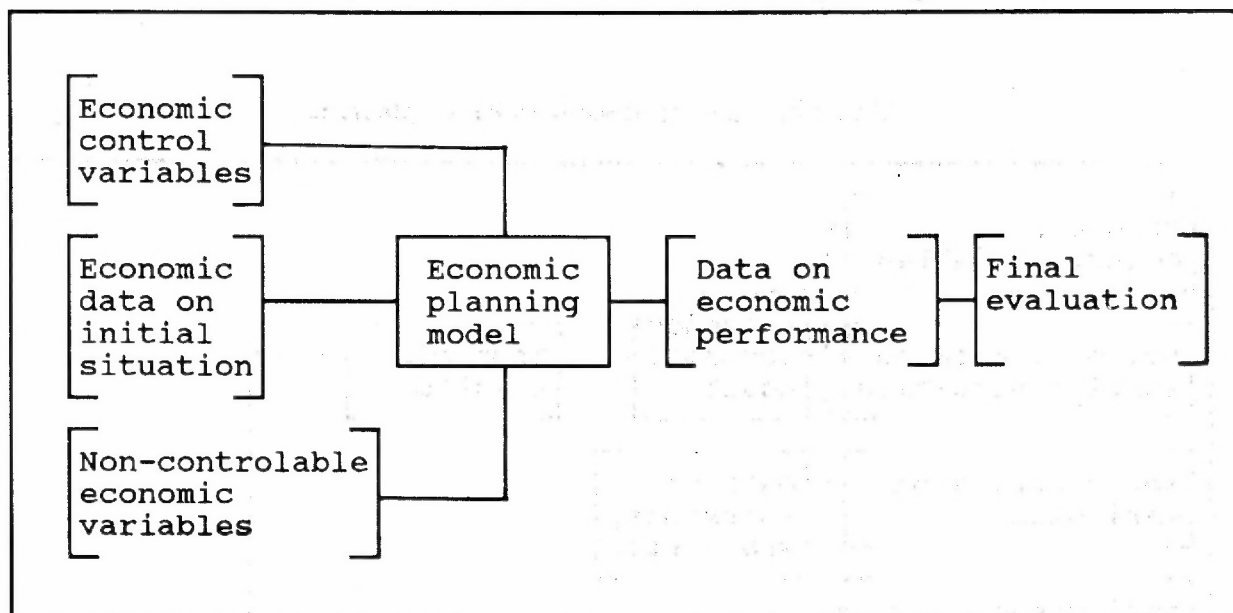 Economic
control
variables
Economic
data on
initial
situation
Non-controlable
economic
variables
Economic
planning
model
Data on
economic
performance
Final
evaluation